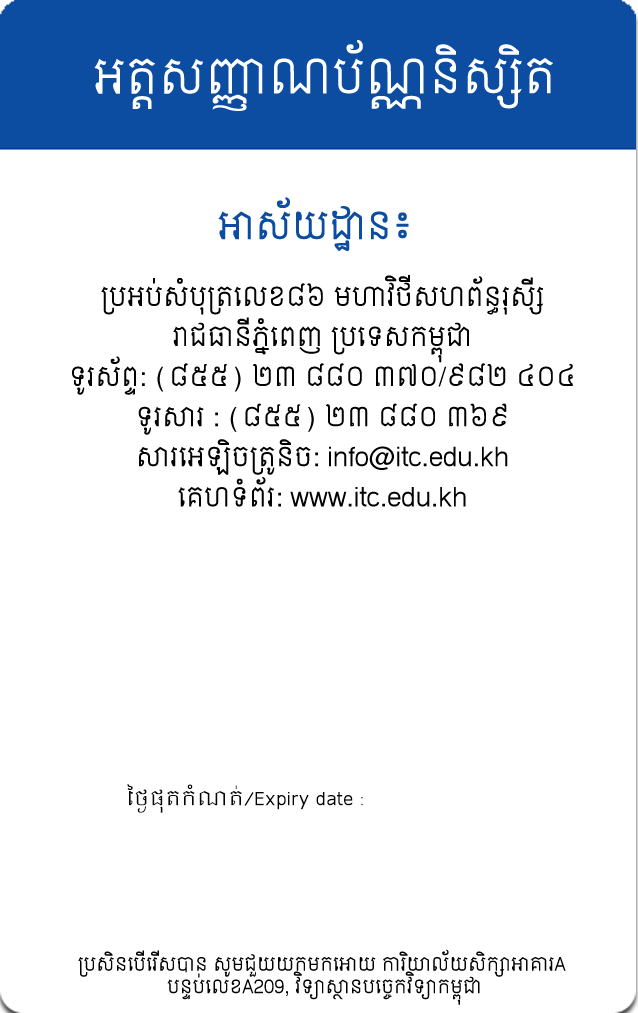 អត្តសញ្ញាណប័ណ្ណនិស្សិត
អាស័យដ្ឋាន៖
ប្រអប់សំបុត្រលេខ៨៦ មហាវិថីសហព័ន្ធរុស្ស៊ី
រាជធានីភ្នំពេញ ប្រទេសកម្ពុជា
ទូរស័ព្ទ: (៨៥៥) ២៣ ៨៨០ ៣៧០/៩៨២ ៤០៤
ទូរសារ : (៨៥៥) ២៣ ៨៨០ ៣៦៩
សារអេឡិចត្រូនិច: info@itc.edu.kh
គេហទំព័រ: www.itc.edu.kh
ថ្ងៃផុតកំណត់/Expiry date :
ប្រសិនបើរើសបាន សូមជួយយកមកអោយ ការិយាល័យសិក្សាអាគារA
បន្ទប់លេខA209, វិទ្យាស្ថានបច្ចេកវិទ្យាកម្ពុជា